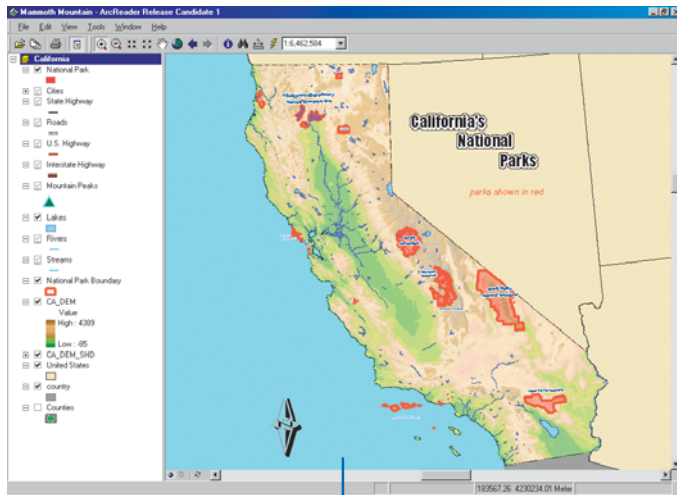 Mammoth Mountain - ArcReader Release Candidate 1
File Edit View Tools Window Help
1:6,462,584
California
National Park
Cities
State Highway
Roads
U.S. Highway
Interstate Highway
Mountain Peaks
Lakes
Rivers
Streams
National Park Boundary
CA_DEM
Value
High : 4389
Low : -85
CA_DEM_SHD
United States
county
Counties
California's
National
Parks
parks shown in red
183567.26 4230234.01 Meter